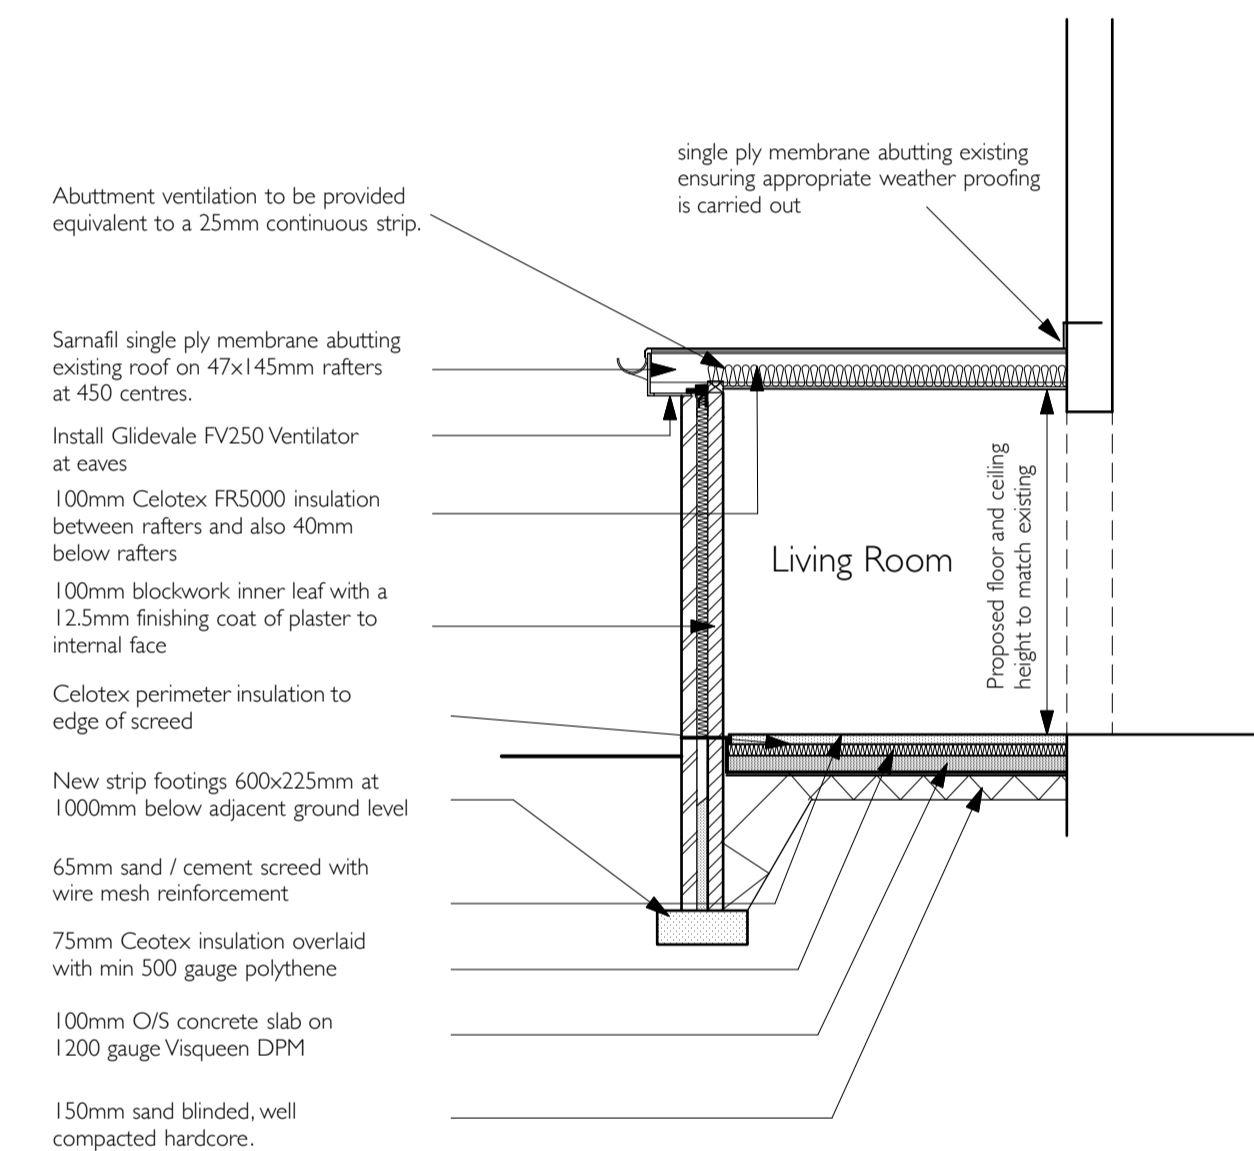 single ply membrane abutting existing
ensuring appropriate weather proofing
is carried out
Abuttment ventilation to be provided
equivalent to a 25mm continuous strip.
Sarnafil single ply membrane abutting
existing roof on 47x145mm rafters
at 450 centres.
Install Glidevale FV250 Ventilator
at eaves
100mm Celotex FR5000 insulation
between rafters and also 40mm
below rafters
100mm blockwork inner leaf with a
12.5mm finishing coat of plaster to
internal face
Celotex perimeter insulation to
edge of screed
New strip footings 600x225mm at
1000mm below adjacent ground level
65mm sand / cement screed with
wire mesh reinforcement
75mm Ceotex insulation overlaid
with min 500 gauge polythene
100mm O/S concrete slab on
1200 gauge Visqueen DPM
150mm sand blinded, well
compacted hardcore.
Living Room
Proposed floor and ceiling
height to match existing